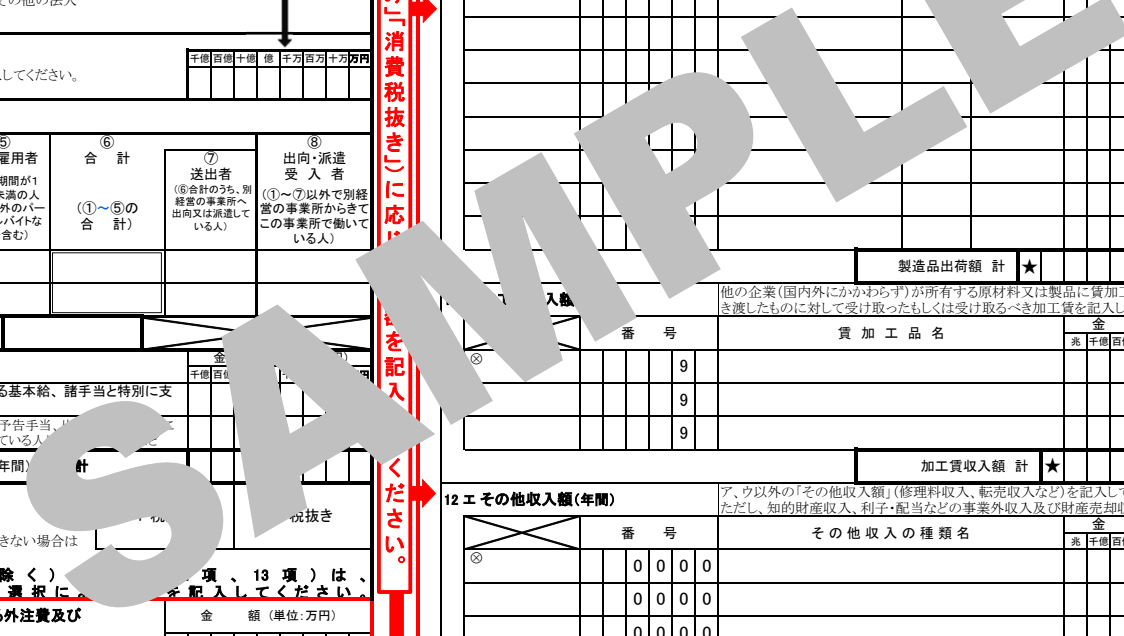 その他の法人
千億 百億 十億 億 千万 百万 十万 万円
してください。
⑤
雇用者
期間が1
未満の人
外のパー
ルバイトな
含む）
⑥
合 計
（①～⑤の
合 計）
⑦
送出者
（⑥合計のうち、別
経営の事業所へ
出向又は派遣して
いる人）
⑧
出向・派遣
受 入 者
（①～⑦以外で別経
営の事業所からきて
この事業所で働いて
いる人）
金
千億 百億
る基本給、諸手当と特別に支
予告手当、
ている人
年間） 計
税抜き
きない場合は
除 く ） 項 、 13 項 ） は 、
選 択 に を 記 入 し て く だ さ い 。
る外注費及び
金 額 （単位：万円）
」「消費税抜き」）に応じ
を記入
ください。
製造品出荷額 計 ★
入額
他の企業（国内外にかかわらず）が所有する原材料又は製品に賃加工
き渡したものに対して受け取ったもしくは受け取るべき加工賃を記入し
番 号 賃 加 工 品 名 金
兆 千億 百億
⊗ 9
9
9
加工賃収入額 計 ★
12 エ その他収入額（年間）
ア、ウ以外の「その他収入額」（修理料収入、転売収入など）を記入して
ただし、知的財産収入、利子・配当などの事業外収入及び財産売却収
番 号 そ の 他 収 入 の 種 類 名 金
兆 千億 百億
⊗ 0 0 0 0
0 0 0 0
0 0 0 0
SAMPLE